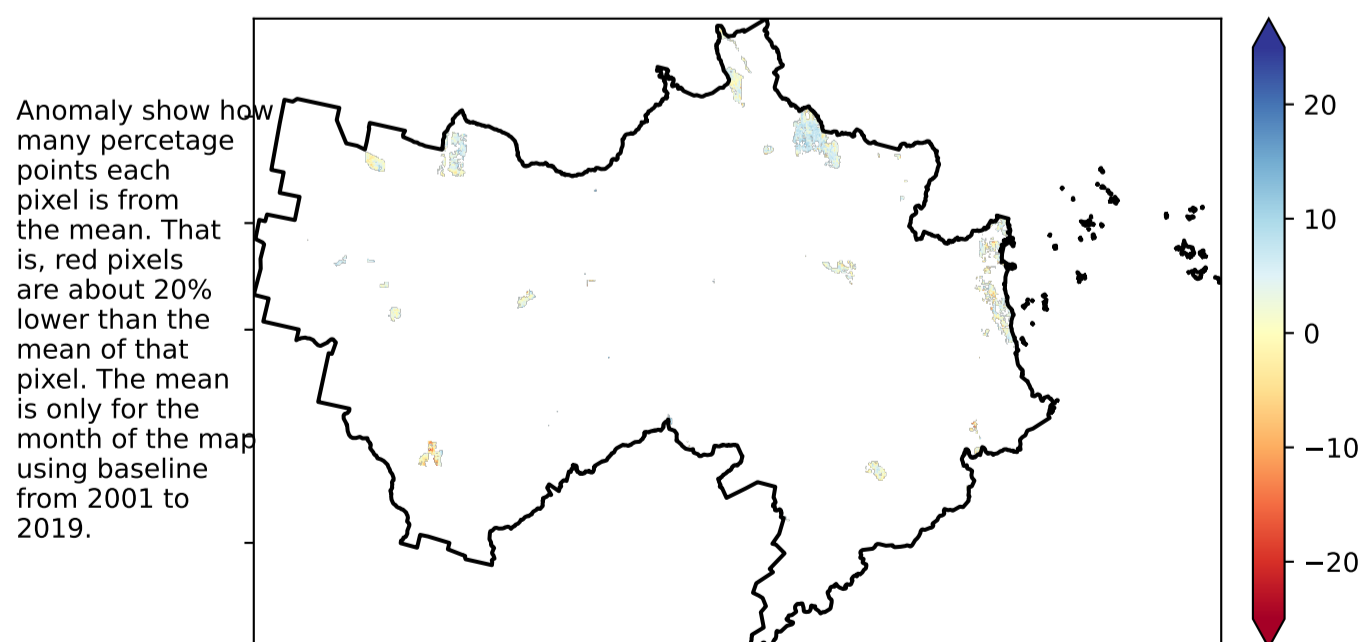 Anomaly show how
many percetage
points each
pixel is from
the mean. That
is, red pixels
are about 20%
lower than the
mean of that
pixel. The mean
is only for the
month of the map
using baseline
from 2001 to
2019.
20
10
0
−10
−20